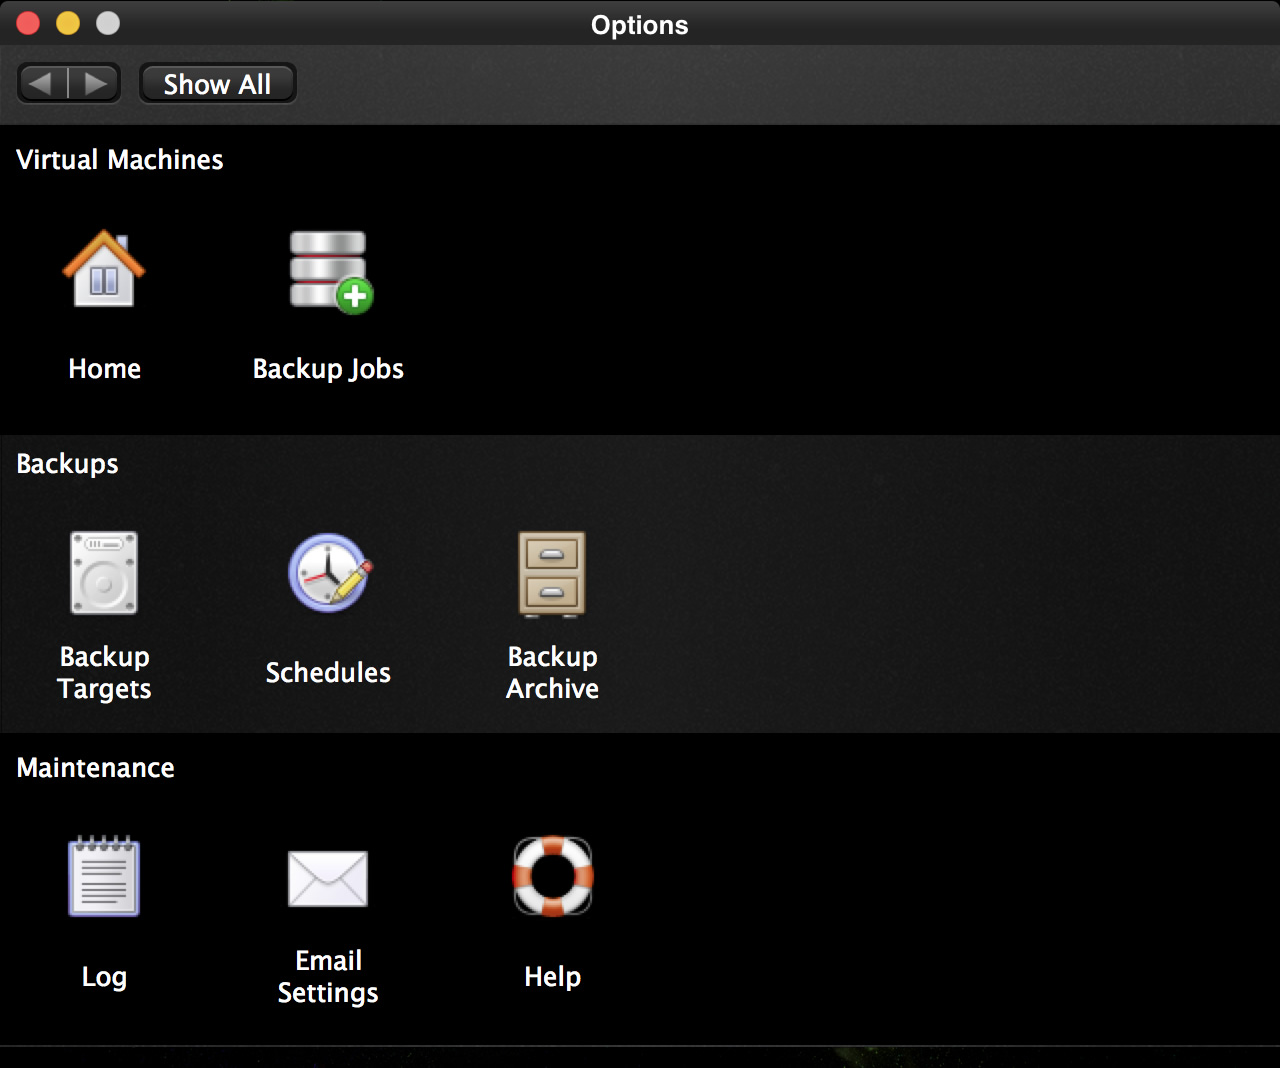 Options
Show All
Virtual Machines
Home
Backup Jobs
Backups
Backup
Targets
Schedules
Backup
Archive
Maintenance
Log
Email
Settings
Help